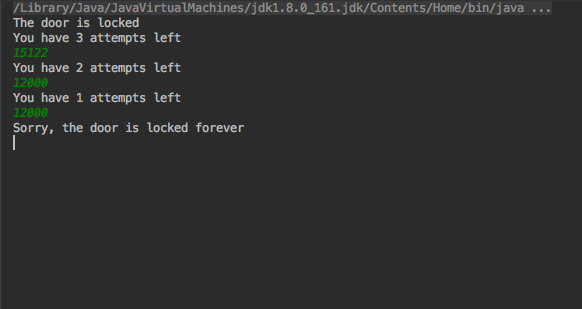 /Library/Java/JavaVirtualMachines/jdk1.8.0_161.jdk/Contents/Home/bin/java ...
The door is locked
You have 3 attempts left
15122
You have 2 attempts left
12000
You have 1 attempts left
12000
Sorry, the door is locked forever